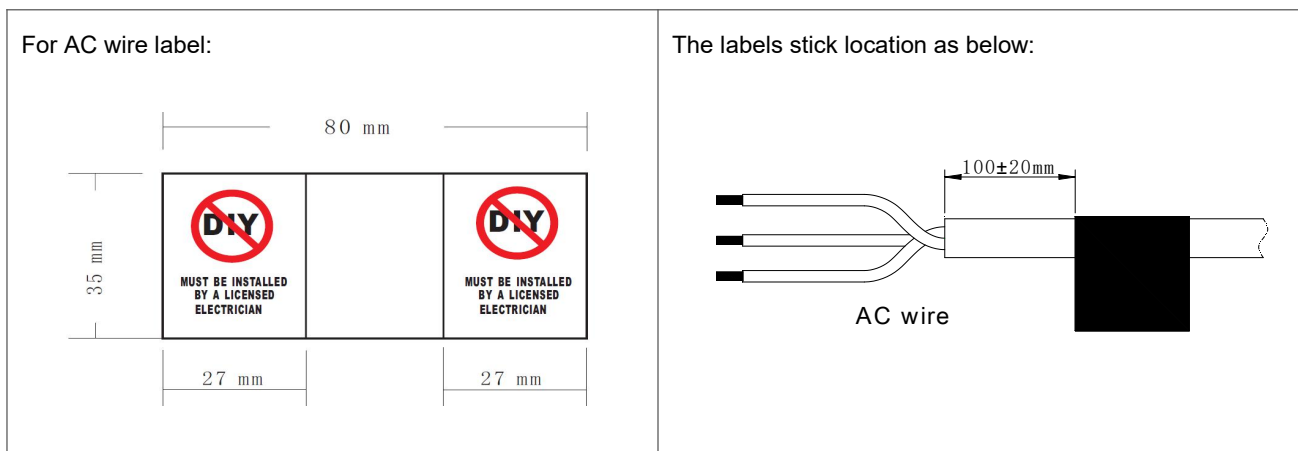 For AC wire label:
80 mm
35 mm
DIY
MUST BE INSTALLED
BY A LICENSED
ELECTRICIAN
DIY
MUST BE INSTALLED
BY A LICENSED
ELECTRICIAN
27 mm
27 mm
The labels stick location as below:
100±20mm
AC wire